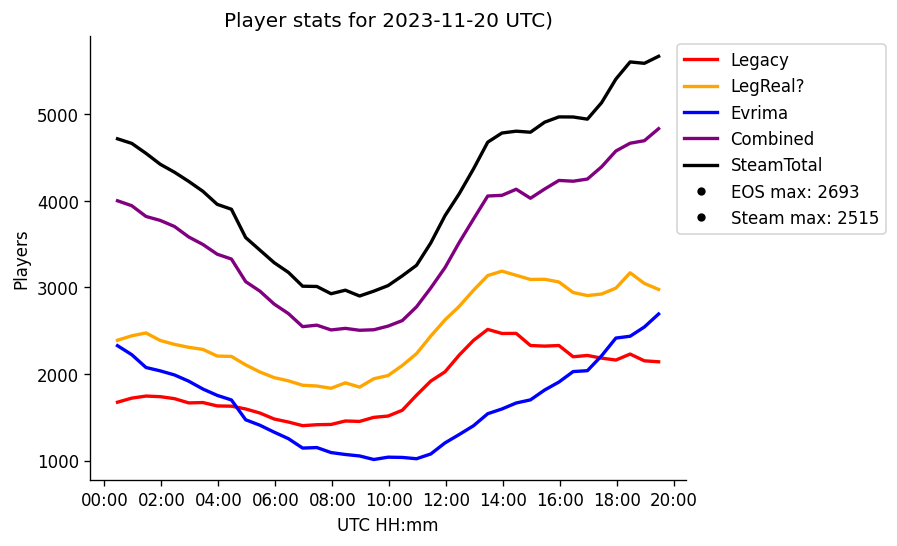 Player stats for 2023-11-20 UTC)
Legacy
LegReal?
Evrima
Combined
SteamTotal
EOS max: 2693
Steam max: 2515
Players
5000
4000
3000
2000
1000
00:00 02:00 04:00 06:00 08:00 10:00 12:00 14:00 16:00 18:00 20:00
UTC HH:mm